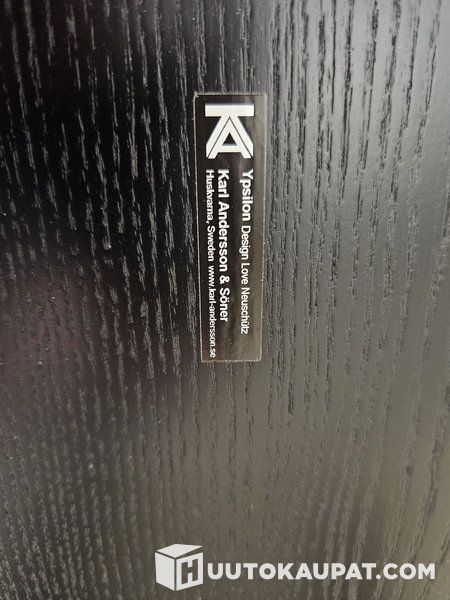 KA
Ypsilon Design Love Neuschütz
Karl Andersson & Söner
Huskvarna, Sweden www.karl-andersson.se
HUUTOKAUPAT.COM